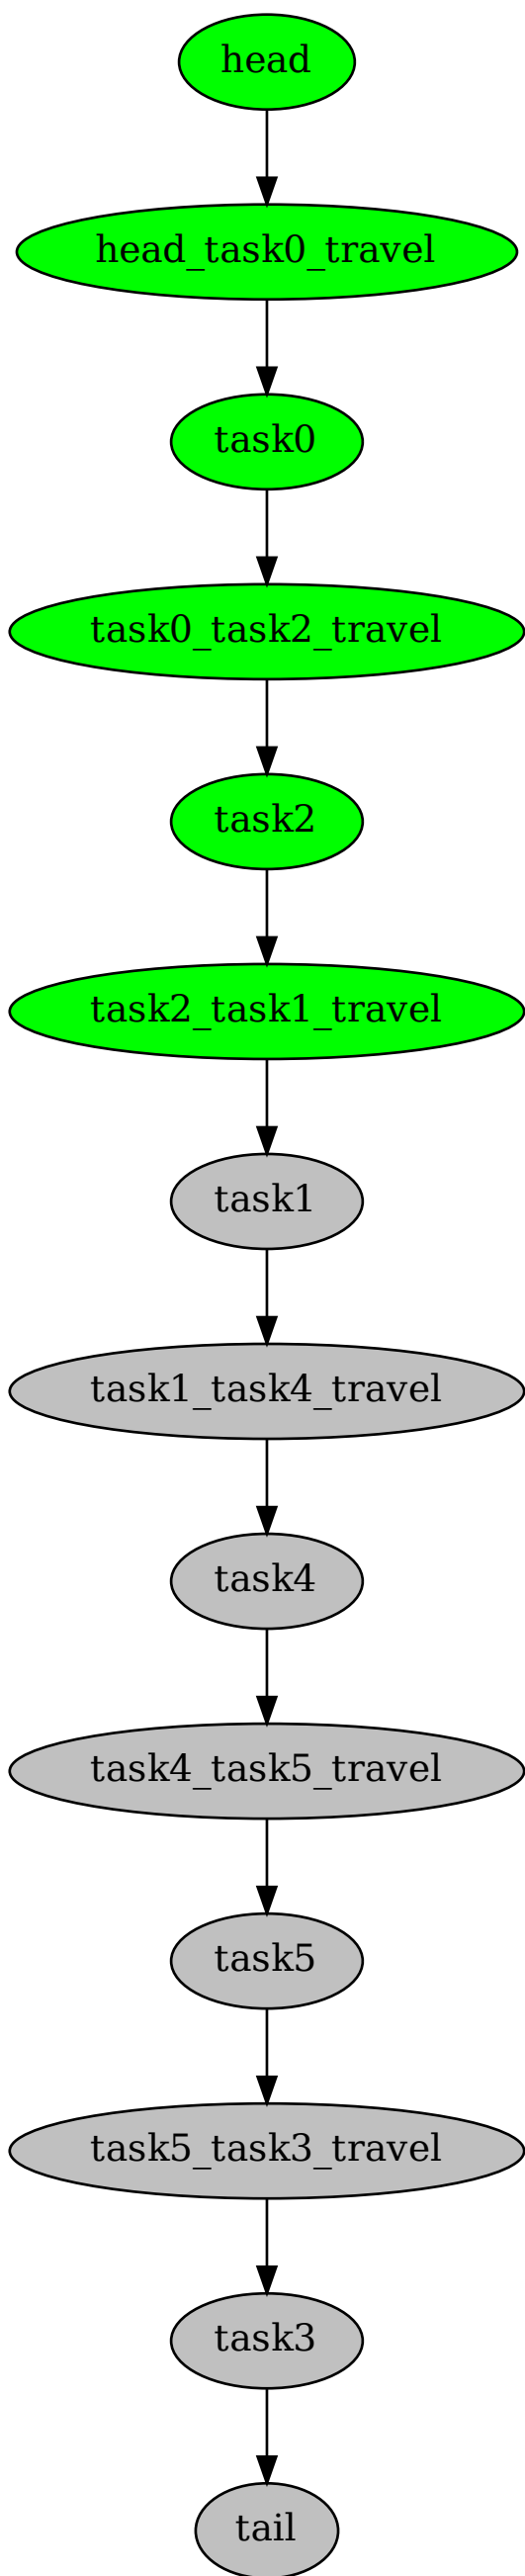 head
head_task0_travel
task0
task0_task2_travel
task2
task2_task1_travel
task1
task1_task4_travel
task4
task4_task5_travel
task5
task5_task3_travel
task3
tail